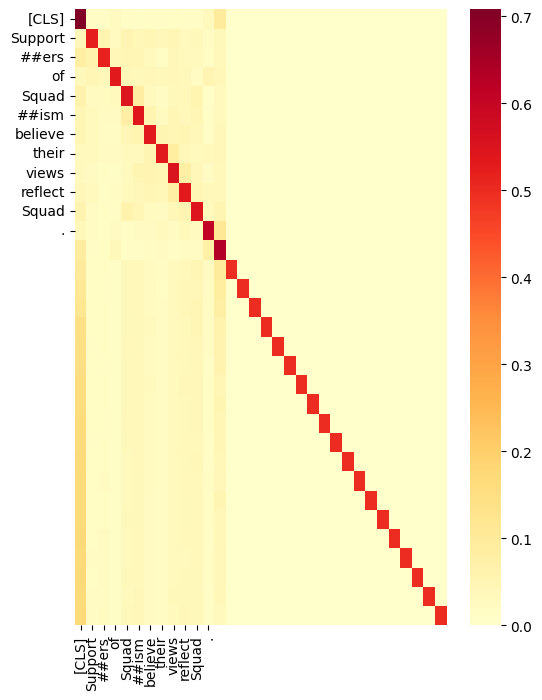 [CLS]
Support
##ers
of
Squad
##ism
believe
their
views
reflect
Squad
.
0.7
0.6
0.5
0.4
0.3
0.2
0.1
0.0
[CLS]
Support
##ers
of
Squad
##ism
believe
their
views
reflect
Squad
.